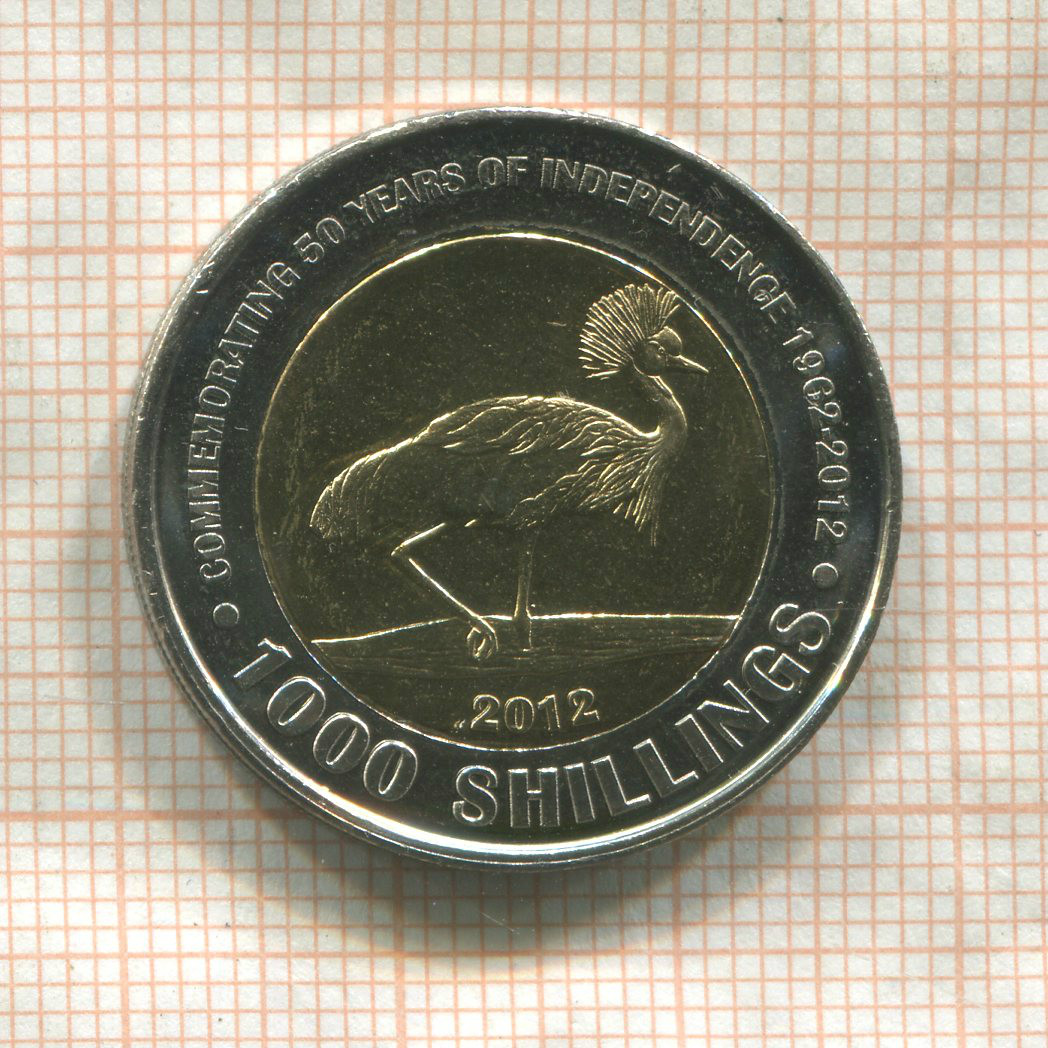 COMMEMORATING 50 YEARS OF INDEPENDENCE 1962-2012
2012
1000 SHILLINGS